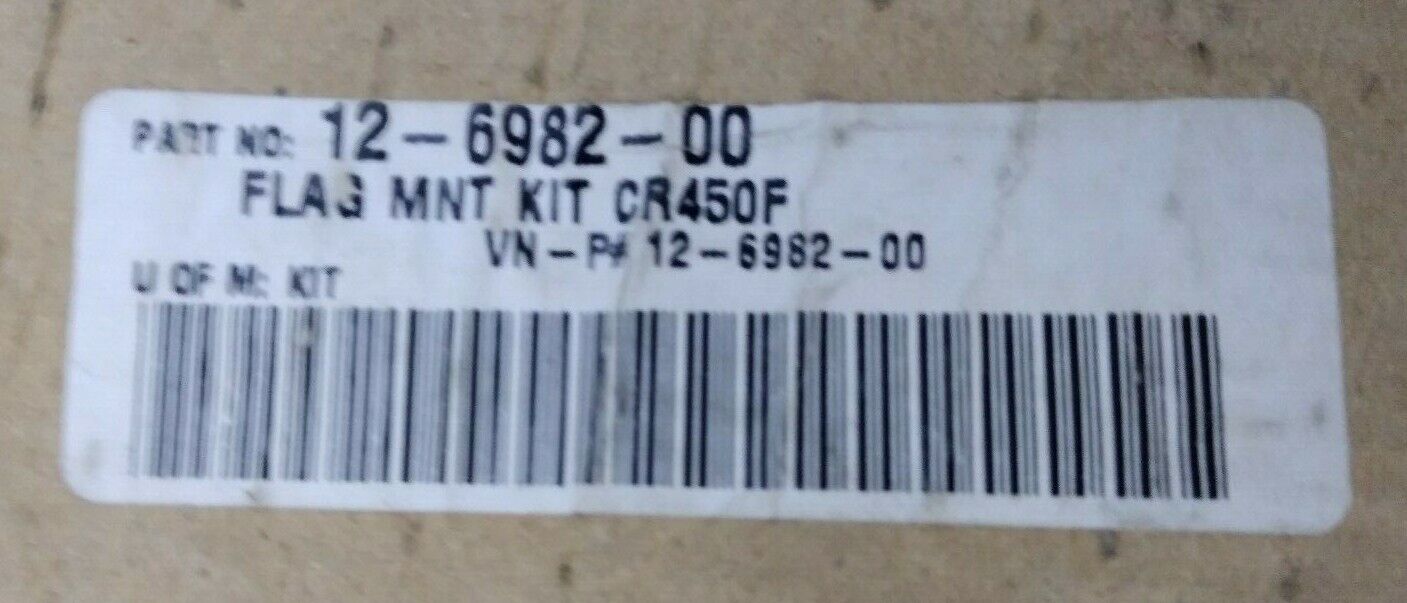 PART NO: 12-6982-00
FLAG MNT KIT CR450F
VN-P# 12-6982-00
U OF M: KIT